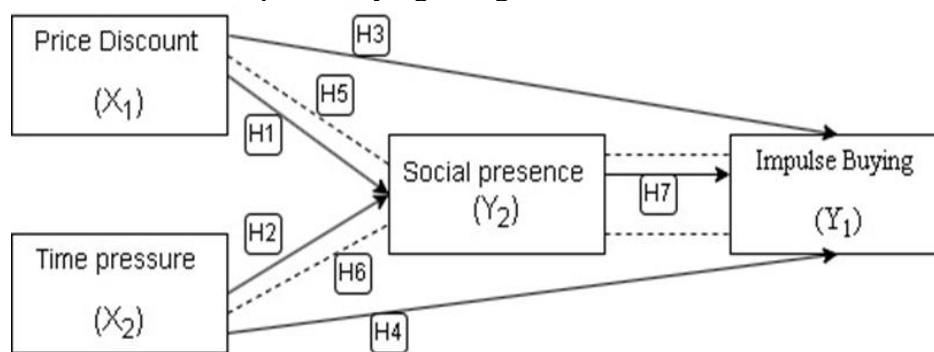 Price Discount
(X₁)
H3
H5
H1
Social presence
(Y₂)
H7
Impulse Buying
(Y₁)
H2
H6
Time pressure
(X₂)
H4